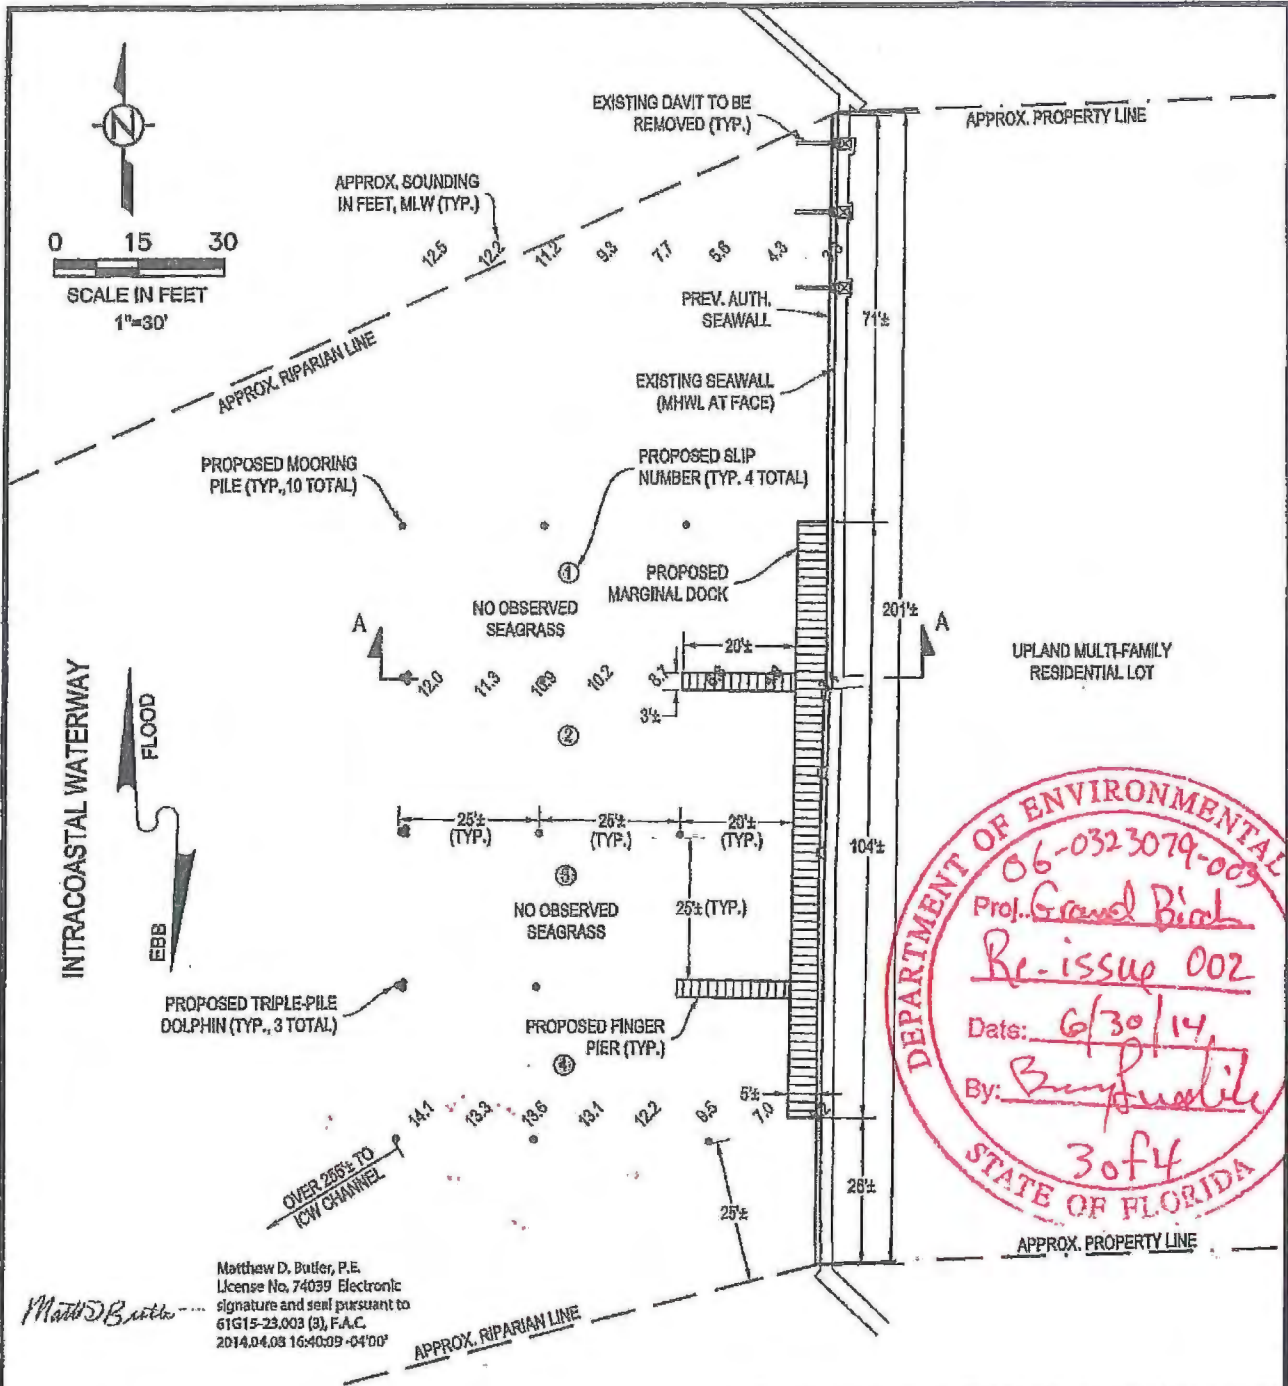 N
0 15 30
SCALE IN FEET
1"=30'
EXISTING DAVIT TO BE
REMOVED (TYP.)
APPROX. PROPERTY LINE
APPROX. SOUNDING
IN FEET, MLW (TYP.)
12.5 12.2 11.2 9.3 7.7 5.6 4.3
PREV. AUTH.
SEAWALL
71'±
APPROX. RIPARIAN LINE
EXISTING SEAWALL
(MHWL AT FACE)
PROPOSED MOORING
PILE (TYP., 10 TOTAL)
PROPOSED SLIP
NUMBER (TYP. 4 TOTAL)
1
PROPOSED
MARGINAL DOCK
NO OBSERVED
SEAGRASS
201'±
A
A
20'±
UPLAND MULTI-FAMILY
RESIDENTIAL LOT
12.0 11.3 10.9 10.2 8.7
3'±
2
INTRACOASTAL WATERWAY
FLOOD
EBB
25'±
(TYP.)
25'±
(TYP.)
20'±
(TYP.)
104'±
3
NO OBSERVED
SEAGRASS
25'± (TYP.)
PROPOSED TRIPLE-PILE
DOLPHIN (TYP., 3 TOTAL)
PROPOSED FINGER
PIER (TYP.)
4
5'±
14.1 13.3 13.6 13.1 12.2 9.5 7.0
OVER 255'± TO
ICW CHANNEL
25'±
26'±
APPROX. PROPERTY LINE
APPROX. RIPARIAN LINE
Matthew D. Butler, P.E.
License No. 74039 Electronic
signature and seal pursuant to
61G15-23.003 (3), F.A.C.
2014.04.03 16:40:09 -04'00'
DEPARTMENT OF ENVIRONMENTAL
06-0323079-003
Proj. Grand Birch
Re-issue 002
Date: 6/30/14
By:
3 of 4
STATE OF FLORIDA